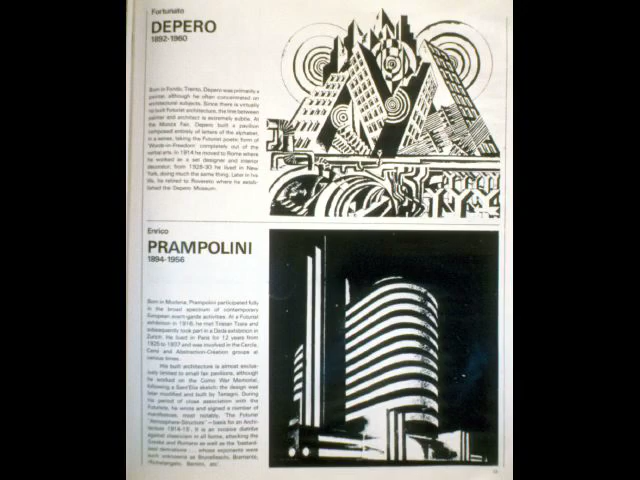 Fortunato
DEPERO
1892-1960
Born in Fondo, Trento, Depero was primarily a
painter, although he often concentrated on
architectural subjects. Since there is virtually
no built Futurist architecture, the line between
painter and architect is extremely subtle. At
the Monza Fair, Depero built a pavilion
composed entirely of letters of the alphabet,
in a sense, taking the Futurist poetic form of
'Words-in-Freedom' completely out of the
verbal arts. In 1914 he moved to Rome where
he worked as a set designer and interior
decorator; from 1928-30 he lived in New
York, doing much the same thing. Later in his
life, he retired to Rovereto where he estab-
lished the Depero Museum.
Enrico
PRAMPOLINI
1894-1956
Born in Modena, Prampolini participated fully
in the broad spectrum of contemporary
European avant-garde activities. At a Futurist
exhibition in 1916, he met Tristan Tzara and
subsequently took part in a Dada exhibition in
Zurich. He lived in Paris for 12 years from
1925 to 1937 and was involved in the Cercle,
Carré and Abstraction-Création groups at
various times.
His built architecture is almost exclus-
ively limited to small fair pavilions, although
he worked on the Como War Memorial,
following a Sant'Elia sketch; the design was
later modified and built by Terragni. During
his period of close association with the
Futurists, he wrote and signed a number of
manifestoes, most notably, 'The Futurist
"Atmosphere-Structure" – basis for an Archi-
tecture 1914-15'. It is an incisive diatribe
against classicism in all forms, attacking the
Greeks and Romans as well as the 'bastard-
ized derivations . . . whose exponents were
such unknowns as Brunelleschi, Bramante,
Michelangelo, Bernini, etc'.